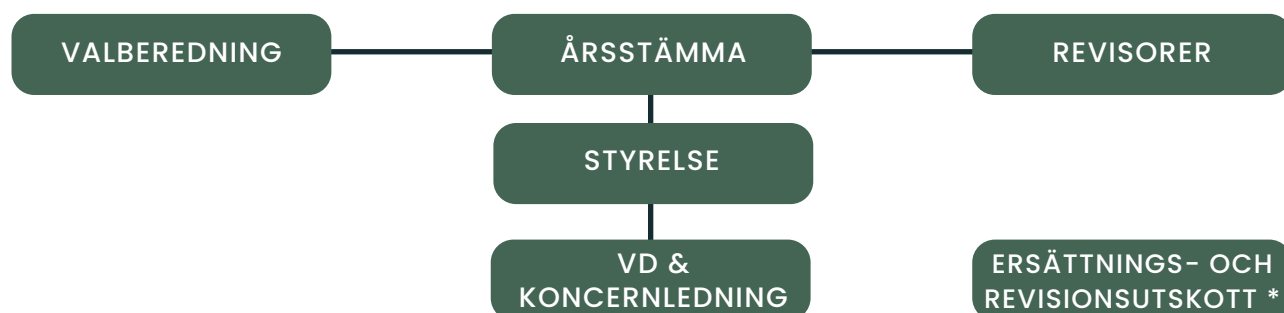 VALBEREDNING
ÅRSSTÄMMA
REVISORER
STYRELSE
VD &
KONCERNLEDNING
ERSÄTTNINGS- OCH
REVISIONSUTSKOTT *